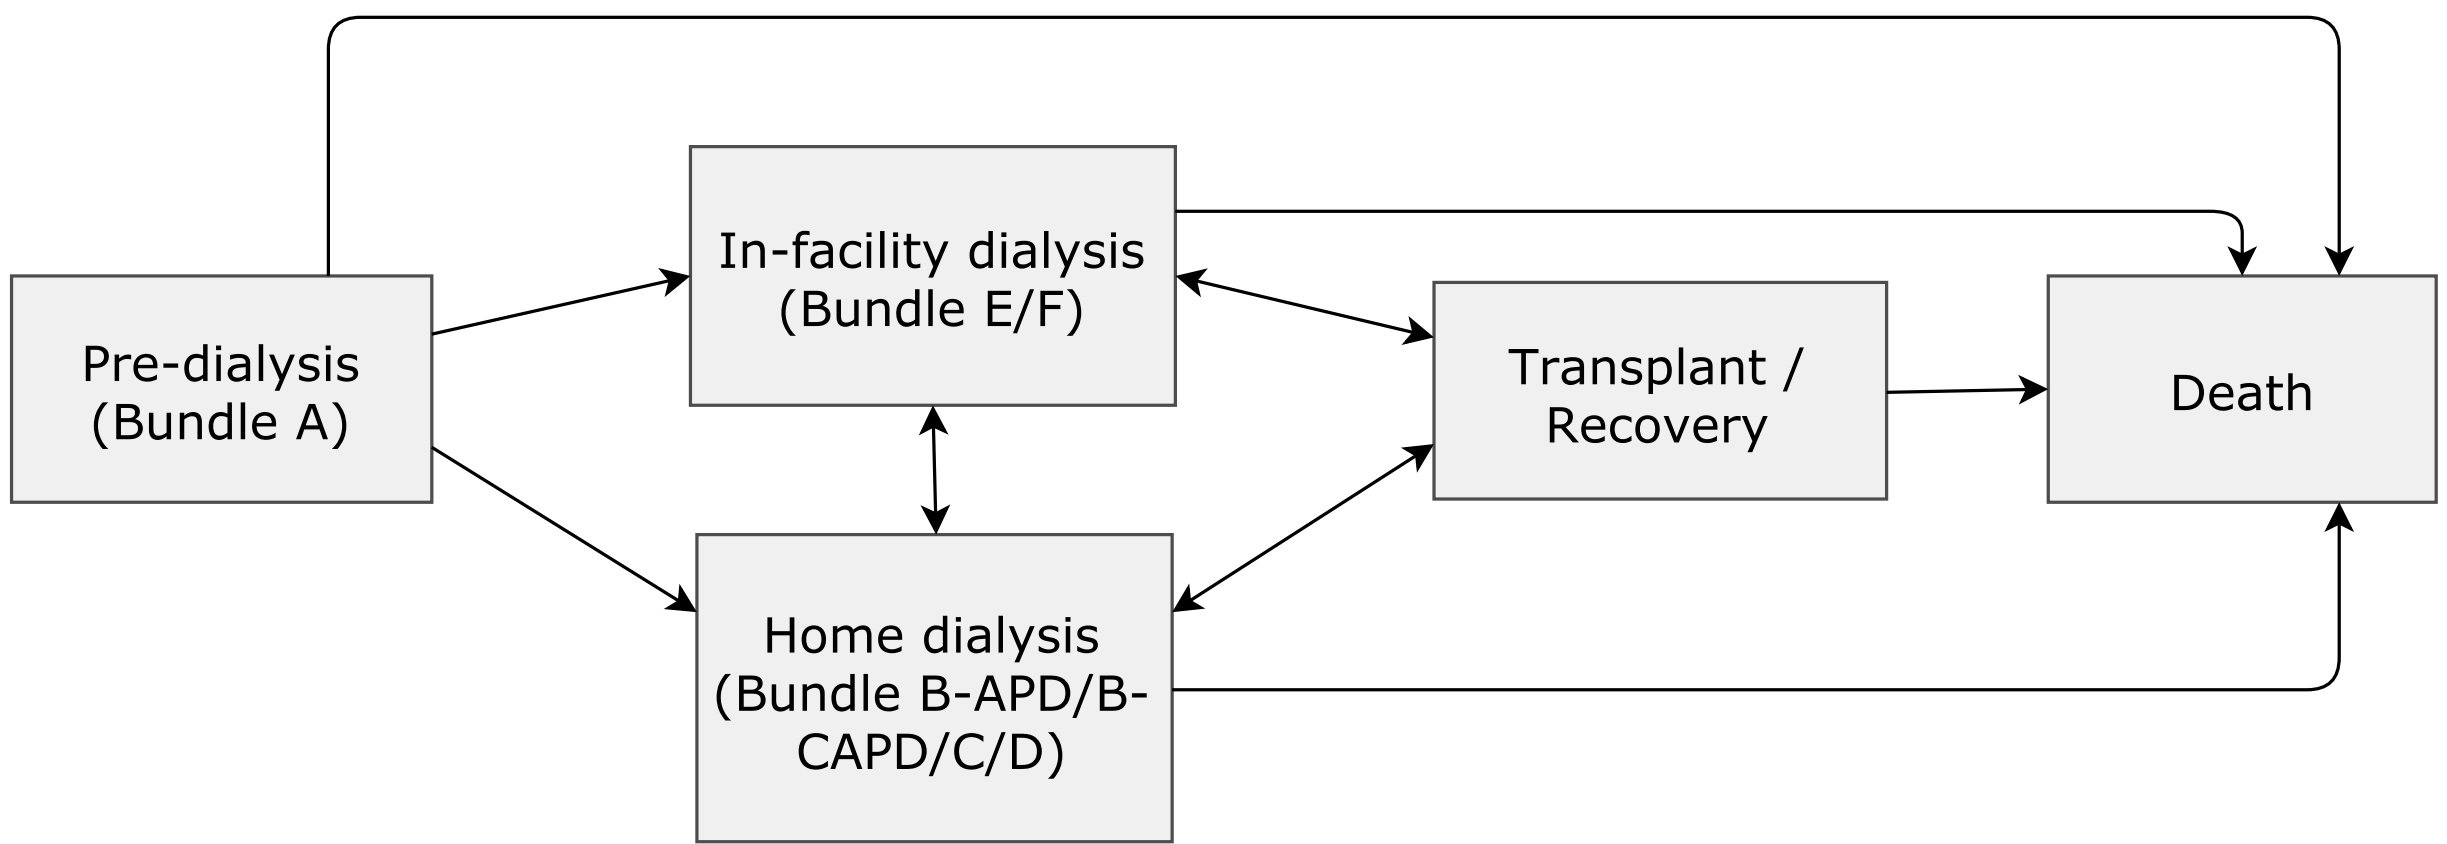 Pre-dialysis
(Bundle A)
In-facility dialysis
(Bundle E/F)
Home dialysis
(Bundle B-APD/B-
CAPD/C/D)
Transplant /
Recovery
Death